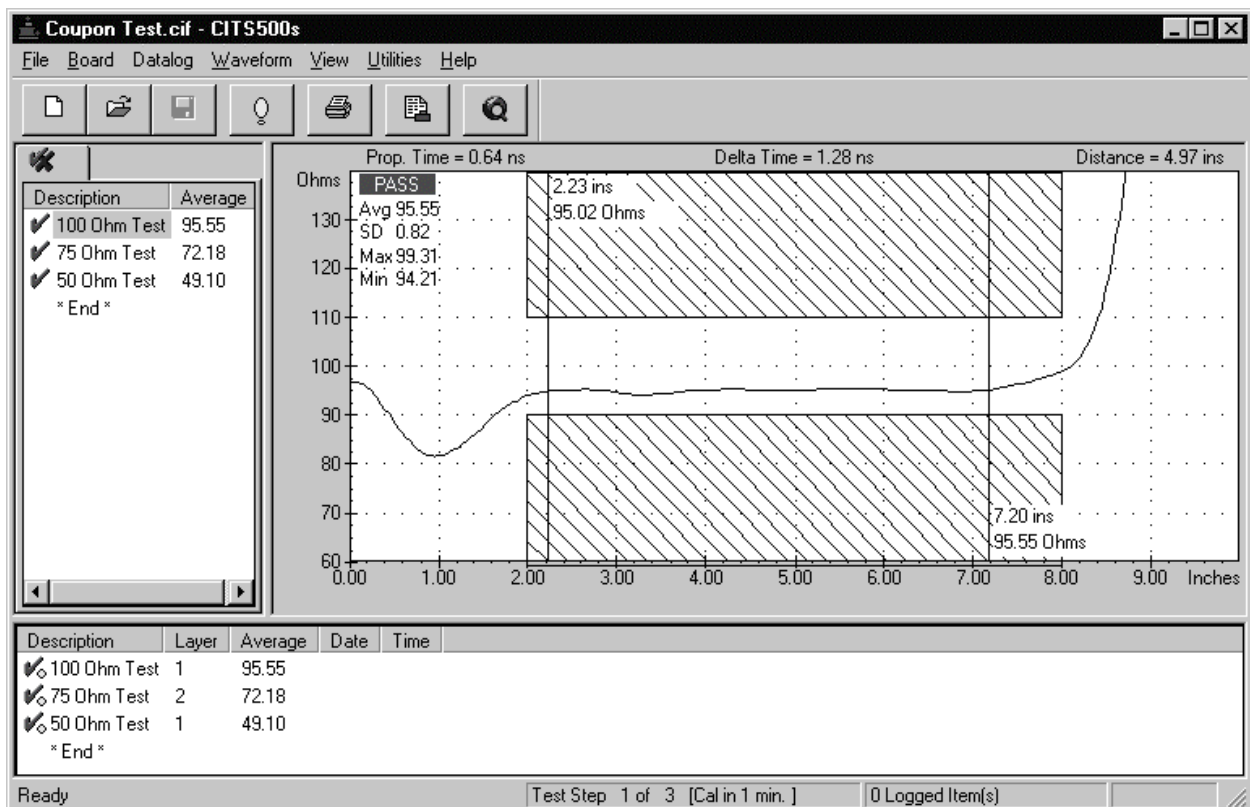 Coupon Test.cif - CITS500s
File Board Datalog Waveform View Utilities Help
Description Average
100 Ohm Test 95.55
75 Ohm Test 72.18
50 Ohm Test 49.10
* End *
Prop. Time = 0.64 ns Delta Time = 1.28 ns Distance = 4.97 ins
Ohms
PASS
Avg 95.55
SD 0.82
Max 99.31
Min 94.21
2.23 ins
95.02 Ohms
130
120
110
100
90
80
70
60
7.20 ins
95.55 Ohms
0.00 1.00 2.00 3.00 4.00 5.00 6.00 7.00 8.00 9.00 Inches
Description Layer Average Date Time
100 Ohm Test 1 95.55
75 Ohm Test 2 72.18
50 Ohm Test 1 49.10
* End *
Ready Test Step 1 of 3 [Cal in 1 min. ] 0 Logged Item(s)